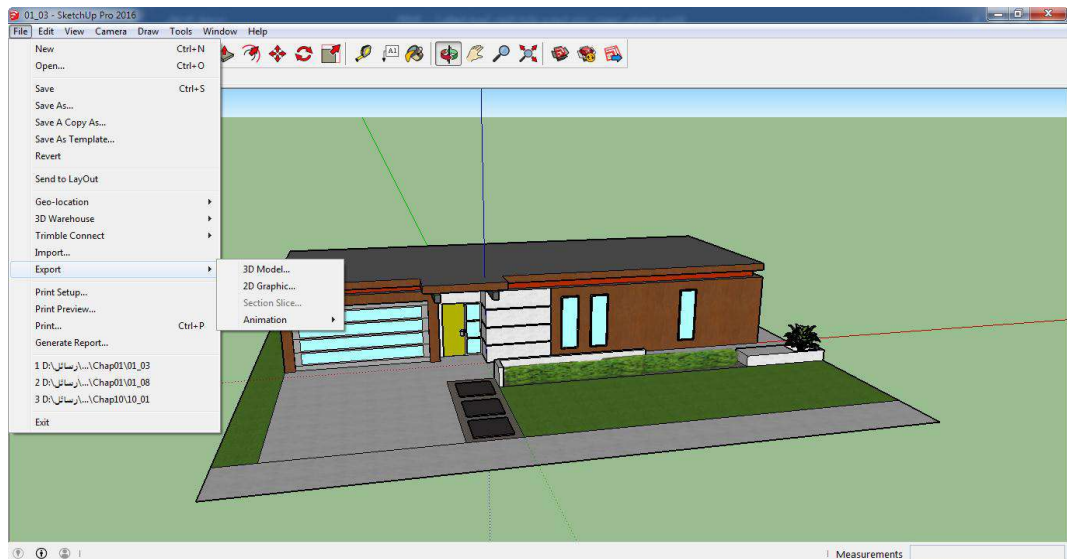 01_03 - SketchUp Pro 2016
File Edit View Camera Draw Tools Window Help
New Ctrl+N
Open... Ctrl+O
Save Ctrl+S
Save As...
Save A Copy As...
Save As Template...
Revert
Send to LayOut
Geo-location
3D Warehouse
Trimble Connect
Import...
Export
3D Model...
2D Graphic...
Section Slice...
Animation
Print Setup...
Print Preview...
Print... Ctrl+P
Generate Report...
1 D:\رسائل\...\Chap01\01_03
2 D:\رسائل\...\Chap01\01_08
3 D:\رسائل\...\Chap10\10_01
Exit
A1
Measurements